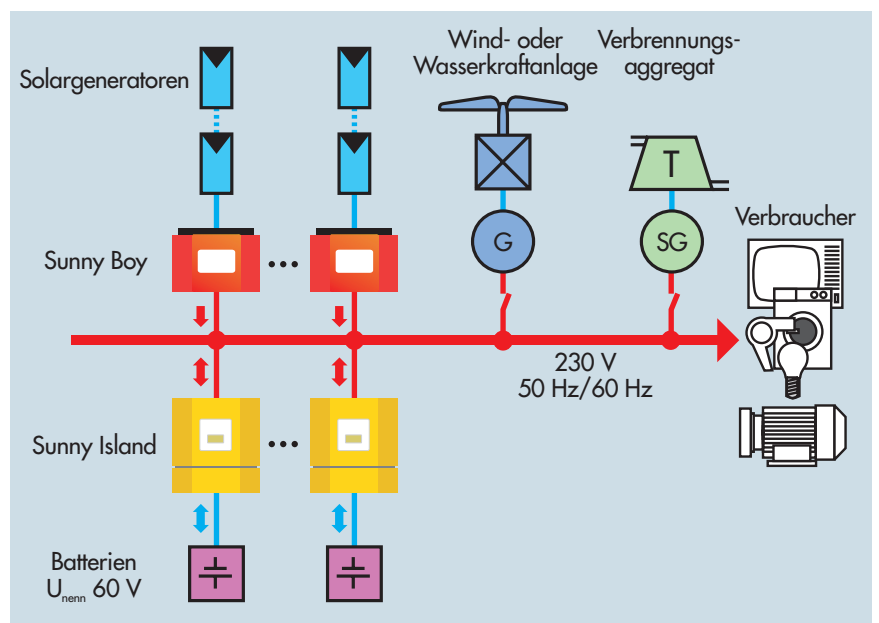 Wind- oder
Wasserkraftanlage
Verbrennungs-
aggregat
Solargeneratoren
T
G
SG
Verbraucher
Sunny Boy
230 V
50 Hz/60 Hz
Sunny Island
Batterien
Unenn 60 V